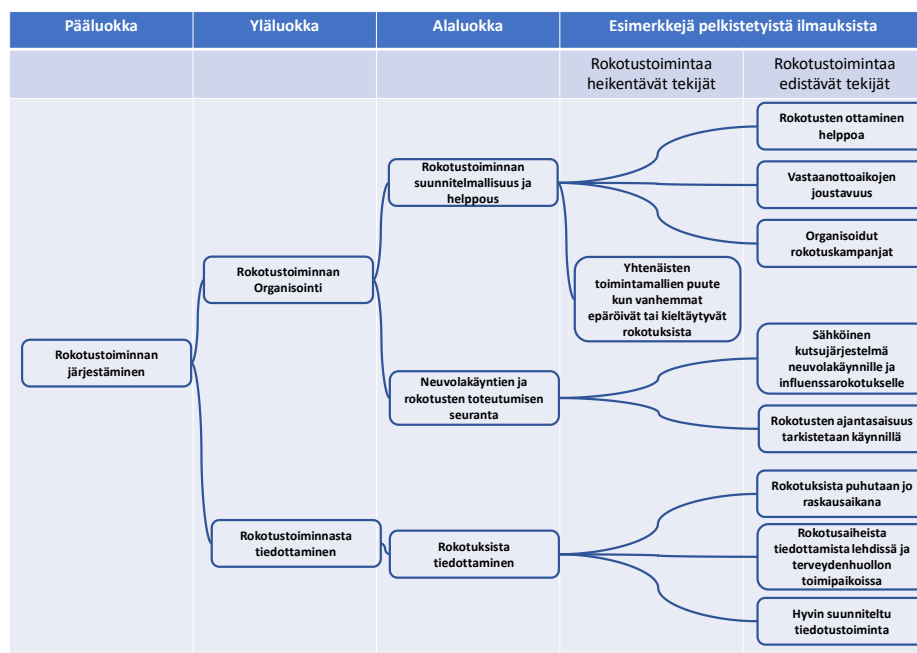 Pääluokka
Yläluokka
Alaluokka
Esimerkkejä pelkistetyistä ilmauksista
Rokotustoimintaa
heikentävät tekijät
Rokotustoimintaa
edistävät tekijät
Rokotusten ottaminen
helppoa
Rokotustoiminnan
suunnitelmallisuus ja
helppous
Vastaanottoaikojen
joustavuus
Organisoidut
rokotuskampanjat
Rokotustoiminnan
Organisointi
Yhtenäisten
toimintamallien puute
kun vanhemmat
epäröivät tai kieltäytyvät
rokotuksista
Rokotustoiminnan
järjestäminen
Sähköinen
kutsujärjestelmä
neuvolakäynnille ja
influenssarokotukselle
Neuvolakäyntien ja
rokotusten toteutumisen
seuranta
Rokotusten ajantasaisuus
tarkistetaan käynnillä
Rokotuksista puhutaan jo
raskausaikana
Rokotustoiminnasta
tiedottaminen
Rokotuksista
tiedottaminen
Rokotusaiheista
tiedottamista lehdissä ja
terveydenhuollon
toimipaikoissa
Hyvin suunniteltu
tiedotustoiminta